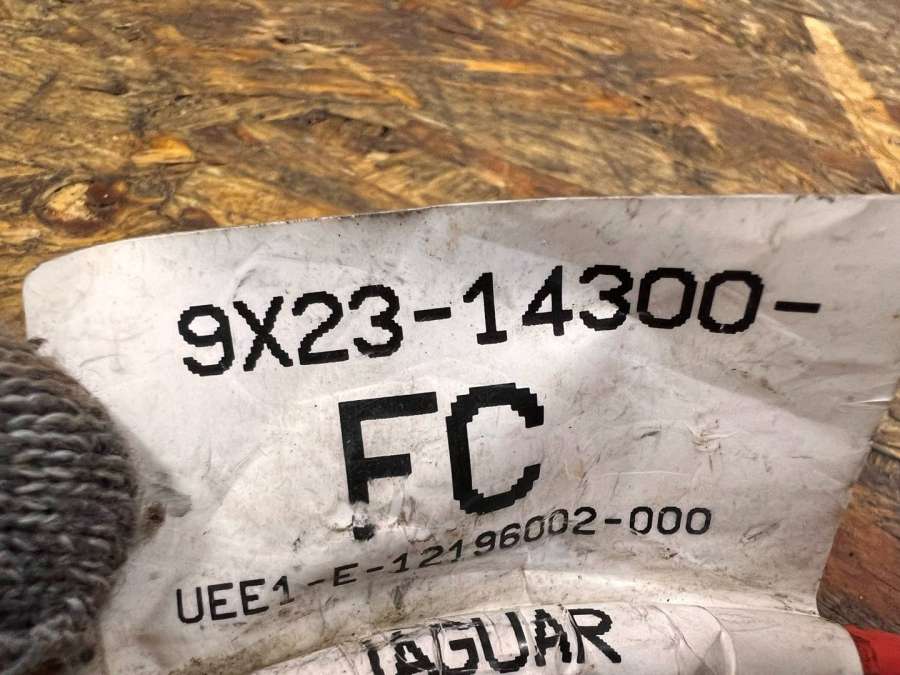 9X23-14300-
FC
UEE1-E-12196002-000
JAGUAR